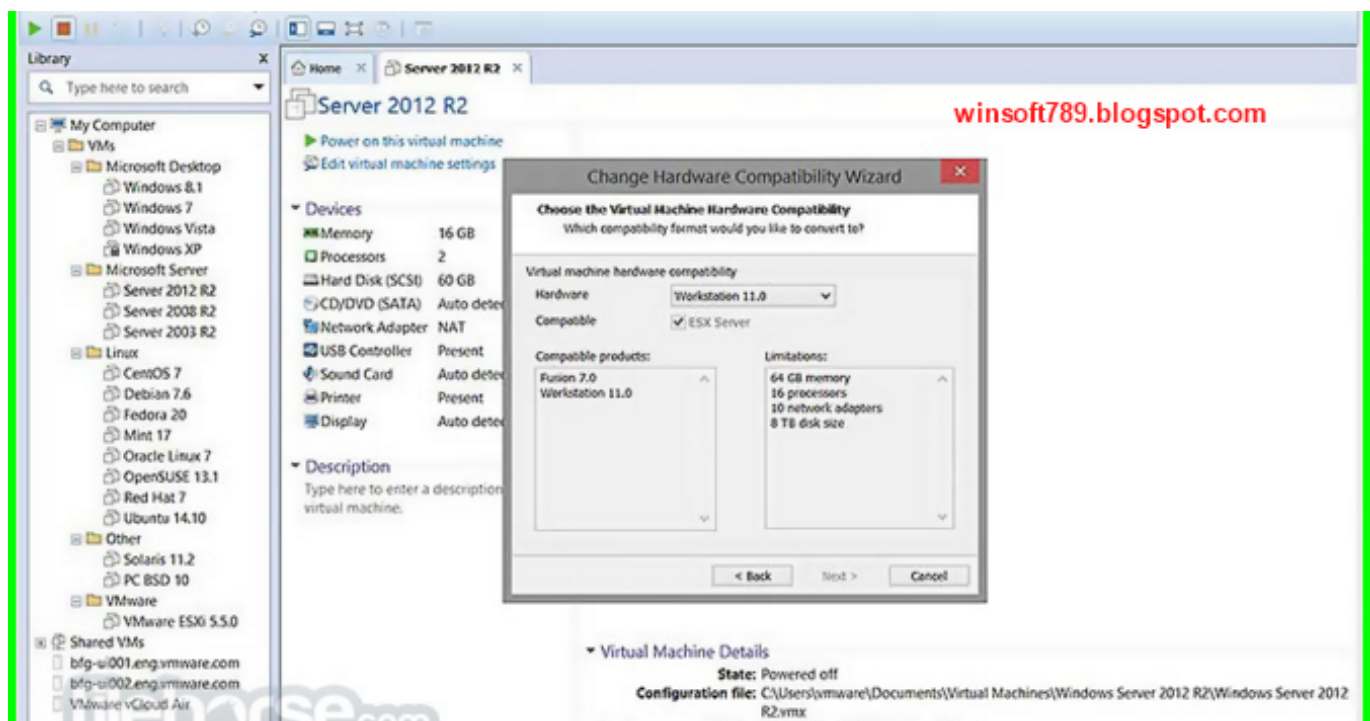 Library
x
Home ×
Server 2012 R2 ×
Type here to search
Server 2012 R2
winsoft789.blogspot.com
My Computer
VMs
Microsoft Desktop
Windows 8.1
Windows 7
Windows Vista
Windows XP
Microsoft Server
Server 2012 R2
Server 2008 R2
Server 2003 R2
Linux
CentOS 7
Debian 7.6
Fedora 20
Mint 17
Oracle Linux 7
OpenSUSE 13.1
Red Hat 7
Ubuntu 14.10
Other
Solaris 11.2
PC BSD 10
VMware
VMware ESXi 5.5.0
Shared VMs
bfg-ui001.eng.vmware.com
bfg-ui002.eng.vmware.com
VMware vCloud Air
Power on this virtual machine
Edit virtual machine settings
Devices
Memory 16 GB
Processors 2
Hard Disk (SCSI) 60 GB
CD/DVD (SATA) Auto detec
Network Adapter NAT
USB Controller Present
Sound Card Auto detec
Printer Present
Display Auto detec
Description
Type here to enter a description
virtual machine.
Change Hardware Compatibility Wizard
Choose the Virtual Machine Hardware Compatibility
Which compatibility format would you like to convert to?
Virtual machine hardware compatibility
Hardware Workstation 11.0
Compatible ESX Server
Compatible products:
Fusion 7.0
Workstation 11.0
Limitations:
64 GB memory
16 processors
10 network adapters
8 TB disk size
< Back Next > Cancel
Virtual Machine Details
State: Powered off
Configuration file: C:\Users\vmware\Documents\Virtual Machines\Windows Server 2012 R2\Windows Server 2012
R2.vmx
filehorse.com